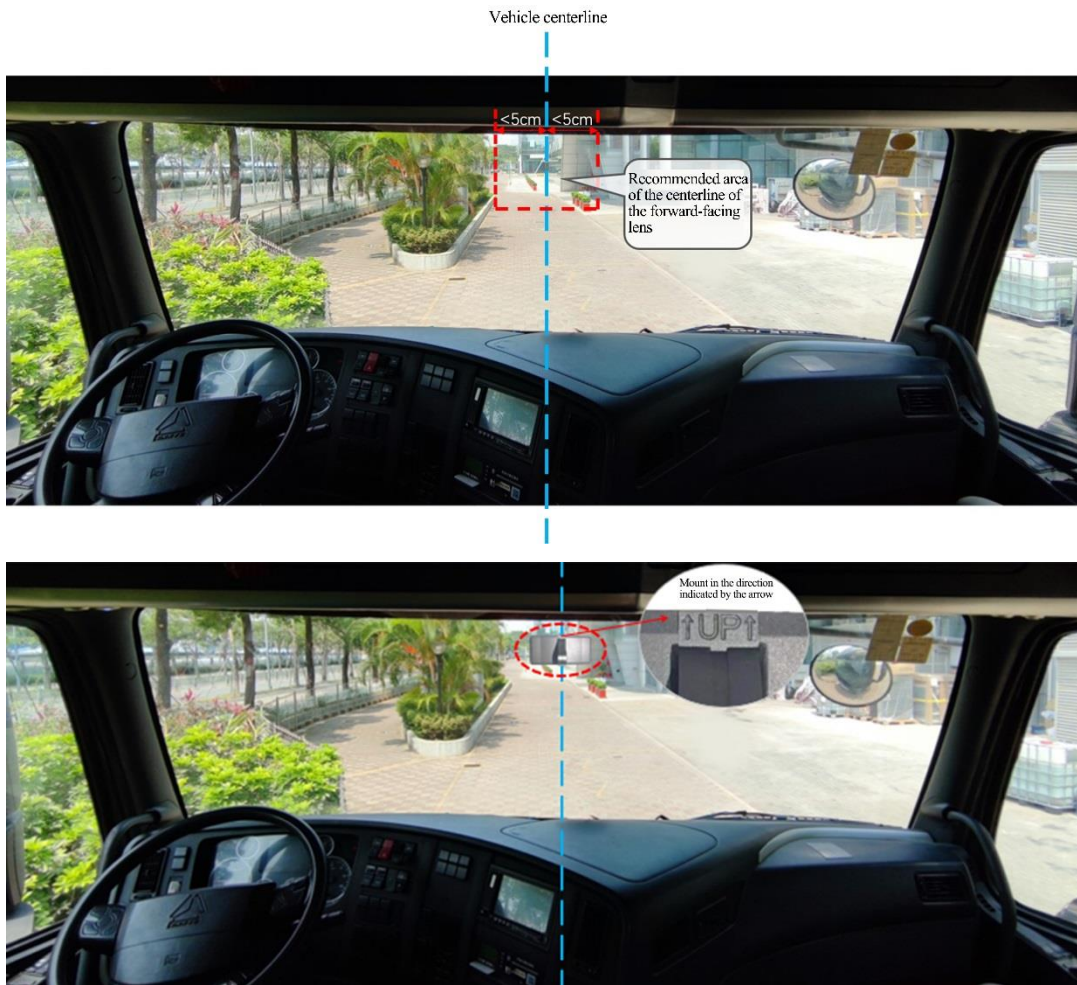 Vehicle centerline
<5cm
<5cm
Recommended area
of the centerline of
the forward-facing
lens
Mount in the direction
indicated by the arrow
↑UP↑